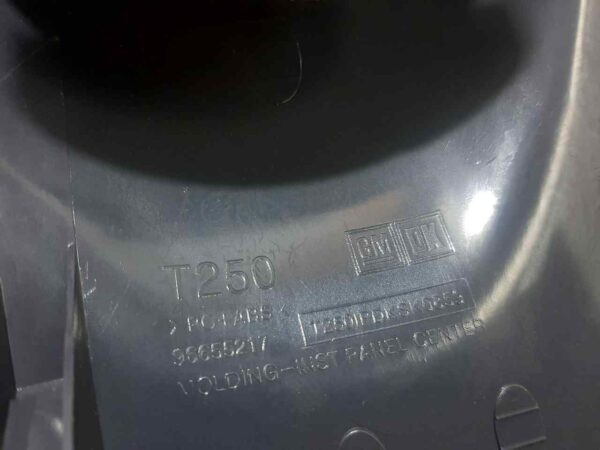 GM DK
T250
>PC+ABS<
96655217
MOLDING-INST PANEL CENTER